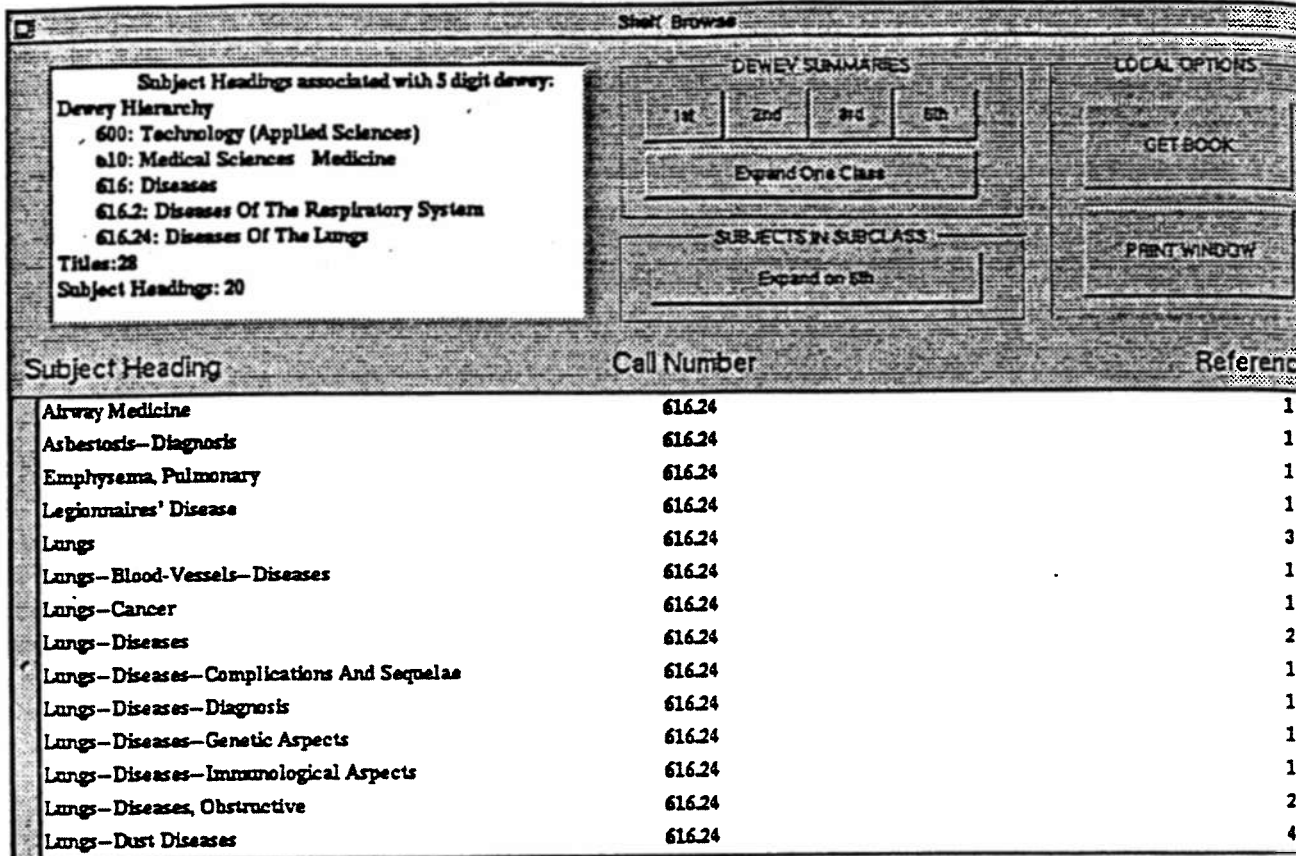 Shelf Browse
Subject Headings associated with 5 digit dewey:
Dewey Hierarchy
600: Technology (Applied Sciences)
610: Medical Sciences Medicine
616: Diseases
616.2: Diseases Of The Respiratory System
616.24: Diseases Of The Lungs
Titles:28
Subject Headings: 20
DEWEY SUMMARIES
1st 2nd 3rd 5th
Expand One Class
SUBJECTS IN SUBCLASS
Expand on 5th
LOCAL OPTIONS
GET BOOK
PRINT WINDOW
Subject Heading Call Number Referenc
Airway Medicine 616.24 1
Asbestosis--Diagnosis 616.24 1
Emphysema, Pulmonary 616.24 1
Legionnaires' Disease 616.24 1
Lungs 616.24 3
Lungs--Blood-Vessels--Diseases 616.24 1
Lungs--Cancer 616.24 1
Lungs--Diseases 616.24 2
Lungs--Diseases--Complications And Sequelae 616.24 1
Lungs--Diseases--Diagnosis 616.24 1
Lungs--Diseases--Genetic Aspects 616.24 1
Lungs--Diseases--Immunological Aspects 616.24 1
Lungs--Diseases, Obstructive 616.24 2
Lungs--Dust Diseases 616.24 4